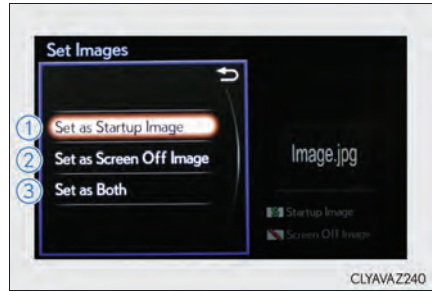 Set Images
1 Set as Startup Image
2 Set as Screen Off Image
3 Set as Both
Image.jpg
Startup Image
Screen Off Image
CLYAVAZ240